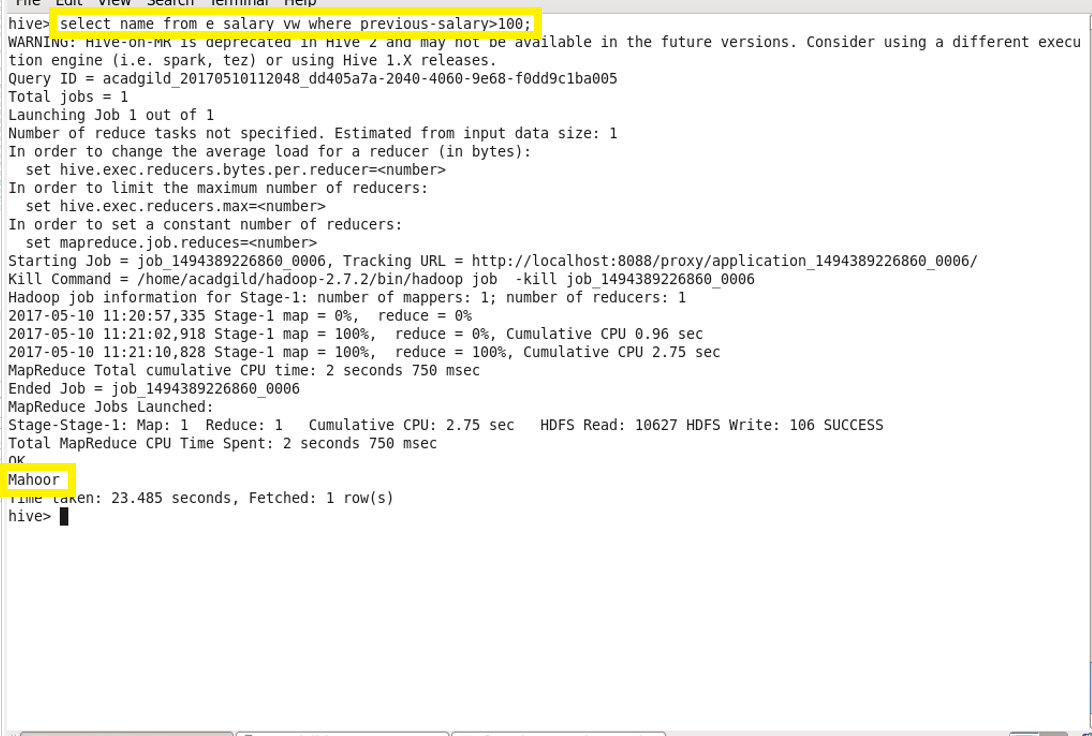 File Edit View Search Terminal Help
hive> select name from e salary vw where previous-salary>100;
WARNING: Hive-on-MR is deprecated in Hive 2 and may not be available in the future versions. Consider using a different execu
tion engine (i.e. spark, tez) or using Hive 1.X releases.
Query ID = acadgild_20170510112048_dd405a7a-2040-4060-9e68-f0dd9c1ba005
Total jobs = 1
Launching Job 1 out of 1
Number of reduce tasks not specified. Estimated from input data size: 1
In order to change the average load for a reducer (in bytes):
  set hive.exec.reducers.bytes.per.reducer=<number>
In order to limit the maximum number of reducers:
  set hive.exec.reducers.max=<number>
In order to set a constant number of reducers:
  set mapreduce.job.reduces=<number>
Starting Job = job_1494389226860_0006, Tracking URL = http://localhost:8088/proxy/application_1494389226860_0006/
Kill Command = /home/acadgild/hadoop-2.7.2/bin/hadoop job  -kill job_1494389226860_0006
Hadoop job information for Stage-1: number of mappers: 1; number of reducers: 1
2017-05-10 11:20:57,335 Stage-1 map = 0%,  reduce = 0%
2017-05-10 11:21:02,918 Stage-1 map = 100%,  reduce = 0%, Cumulative CPU 0.96 sec
2017-05-10 11:21:10,828 Stage-1 map = 100%,  reduce = 100%, Cumulative CPU 2.75 sec
MapReduce Total cumulative CPU time: 2 seconds 750 msec
Ended Job = job_1494389226860_0006
MapReduce Jobs Launched:
Stage-Stage-1: Map: 1  Reduce: 1   Cumulative CPU: 2.75 sec   HDFS Read: 10627 HDFS Write: 106 SUCCESS
Total MapReduce CPU Time Spent: 2 seconds 750 msec
OK
Mahoor
Time taken: 23.485 seconds, Fetched: 1 row(s)
hive>